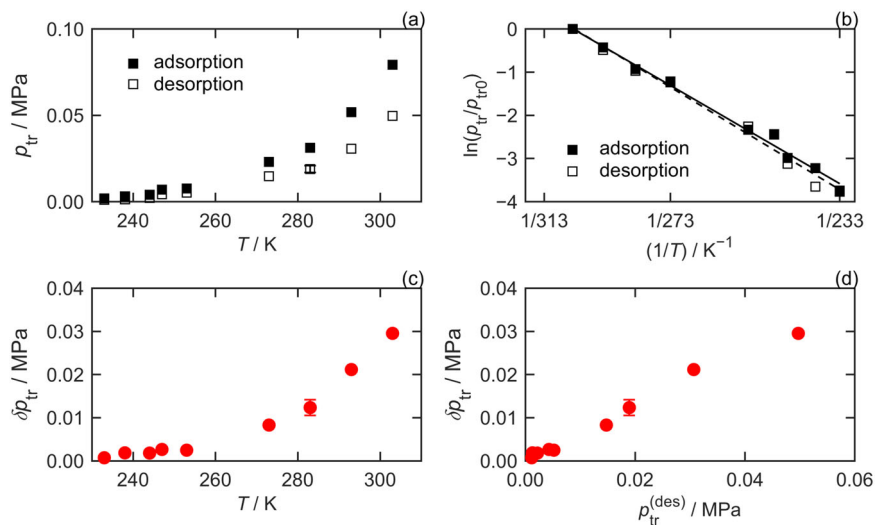 (a)
0.10
0.05
0.00
p_tr / MPa
adsorption
desorption
240 260 280 300
T / K
(b)
0
−1
−2
−3
−4
ln(p_tr/p_tr0)
adsorption
desorption
1/313 1/273 1/233
(1/T) / K⁻¹
(c)
0.04
0.03
0.02
0.01
0.00
δp_tr / MPa
240 260 280 300
T / K
(d)
0.04
0.03
0.02
0.01
0.00
δp_tr / MPa
0.00 0.02 0.04 0.06
p_tr^(des) / MPa